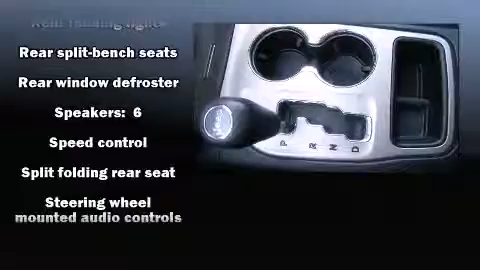 Rear split-bench seats
Rear window defroster
Speakers: 6
Speed control
Split folding rear seat
Steering wheel
mounted audio controls
Jeep
P
R
N
D